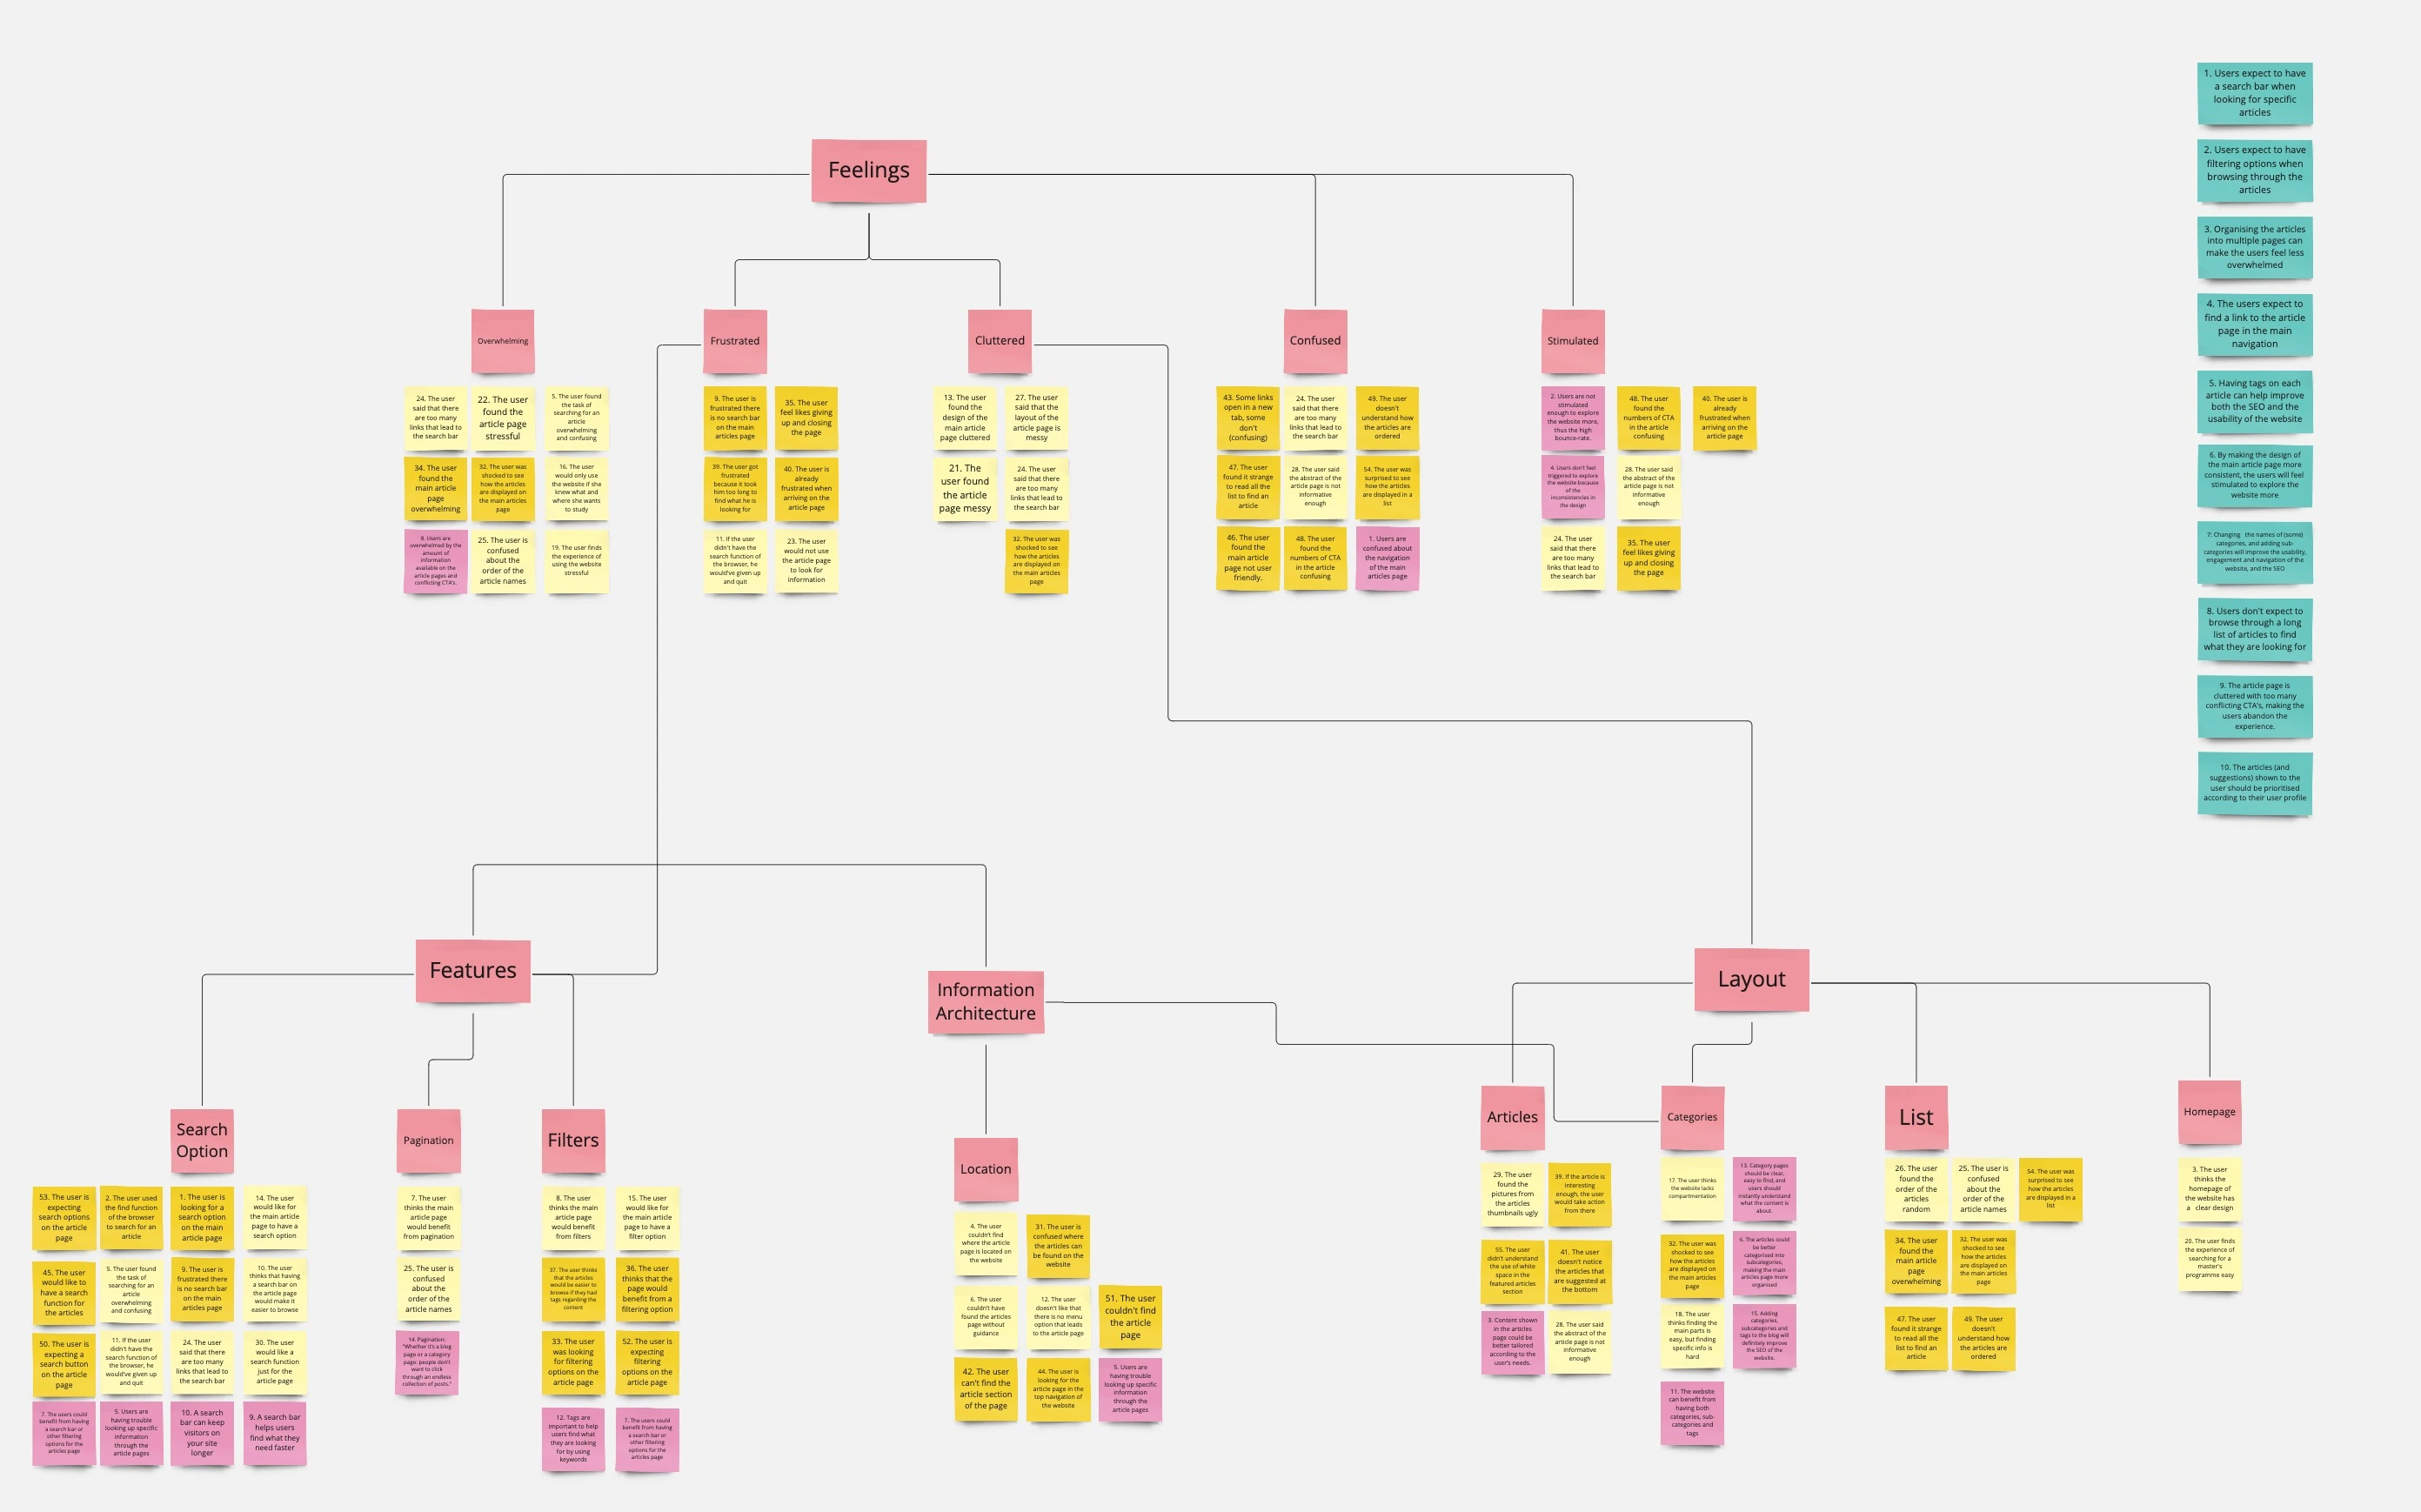 Feelings
Overwhelming
24. The user
said that there
are too many
links that lead to
the search bar
22. The user
found the
article page
stressful
5. The user found
the task of
searching for an
article
overwhelming
and confusing
34. The user
found the
main article
page
overwhelming
32. The user was
shocked to see
how the articles
are displayed on
the main articles
page
16. The user
would only use
the website if she
knew what and
where she wants
to study
8. Users are
overwhelmed by the
amount of
information
available on the
article pages and
conflicting CTA's.
25. The user is
confused
about the
order of the
article names
19. The user finds
the experience of
using the website
stressful
Frustrated
9. The user is
frustrated there
is no search bar
on the main
articles page
35. The user
feel likes giving
up and closing
the page
39. The user got
frustrated
because it took
him too long to
find what he is
looking for
40. The user is
already
frustrated when
arriving on the
article page
11. If the user
didn't have the
search function of
the browser, he
would've given up
and quit
23. The user
would not use
the article page
to look for
information
Cluttered
13. The user
found the
design of the
main article
page cluttered
27. The user
said that the
layout of the
article page is
messy
21. The
user found
the article
page messy
24. The user
said that there
are too many
links that lead to
the search bar
32. The user was
shocked to see
how the articles
are displayed on
the main articles
page
Confused
43. Some links
open in a new
tab, some
don't
(confusing)
24. The user
said that there
are too many
links that lead to
the search bar
49. The user
doesn't
understand how
the articles are
ordered
47. The user
found it strange
to read all the
list to find an
article
28. The user said
the abstract of the
article page is not
informative
enough
54. The user was
surprised to see
how the articles
are displayed in a
list
46. The user
found the
main article
page not user
friendly.
48. The user
found the
numbers of CTA
in the article
confusing
1. Users are
confused about
the navigation
of the main
articles page
Stimulated
2. Users are not
stimulated
enough to explore
the website more,
thus the high
bounce-rate.
48. The user
found the
numbers of CTA
in the article
confusing
40. The user is
already
frustrated when
arriving on the
article page
4. Users don't feel
triggered to explore
the website because
of the
inconsistencies in
the design
28. The user said
the abstract of the
article page is not
informative
enough
24. The user
said that there
are too many
links that lead to
the search bar
35. The user
feel likes giving
up and closing
the page
1. Users expect to have
a search bar when
looking for specific
articles
2. Users expect to have
filtering options when
browsing through the
articles
3. Organising the articles
into multiple pages can
make the users feel less
overwhelmed
4. The users expect to
find a link to the article
page in the main
navigation
5. Having tags on each
article can help improve
both the SEO and the
usability of the website
6. By making the design of
the main article page more
consistent, the users will feel
stimulated to explore the
website more
7. Changing the names of (some)
categories, and adding sub-
categories will improve the usability,
engagement and navigation of the
website, and the SEO
8. Users don't expect to
browse through a long
list of articles to find
what they are looking for
9. The article page is
cluttered with too many
conflicting CTA's, making the
users abandon the
experience.
10. The articles (and
suggestions) shown to the
user should be prioritised
according to their user profile
Features
Search
Option
53. The user is
expecting
search options
on the article
page
2. The user used
the find function
of the browser
to search for an
article
1. The user is
looking for a
search option
on the main
article page
14. The user
would like for
the main article
page to have a
search option
45. The user
would like to
have a search
function for
the articles
5. The user found
the task of
searching for an
article
overwhelming
and confusing
9. The user is
frustrated there
is no search bar
on the main
articles page
10. The user
thinks that having
a search bar on
the article page
would make it
easier to browse
50. The user is
expecting a
search button
on the article
page
11. If the user
didn't have the
search function of
the browser, he
would've given up
and quit
24. The user
said that there
are too many
links that lead to
the search bar
30. The user
would like a
search function
just for the
article page
7. The users could
benefit from having
a search bar or
other filtering
options for the
articles page
5. Users are
having trouble
looking up specific
information
through the
article pages
10. A search
bar can keep
visitors on
your site
longer
9. A search bar
helps users
find what they
need faster
Pagination
7. The user
thinks the main
article page
would benefit
from pagination
25. The user is
confused
about the
order of the
article names
14. Pagination:
"Whether it's a blog
page or a category
page: people don't
want to click
through an endless
collection of posts."
Filters
8. The user
thinks the main
article page
would benefit
from filters
15. The user
would like for
the main article
page to have a
filter option
37. The user thinks
that the articles
would be easier to
browse if they had
tags regarding the
content
36. The user
thinks that the
page would
benefit from a
filtering option
33. The user
was looking
for filtering
options on the
article page
52. The user is
expecting
filtering
options on the
article page
12. Tags are
important to help
users find what
they are looking
for by using
keywords
7. The users could
benefit from having
a search bar or
other filtering
options for the
articles page
Information
Architecture
Location
4. The user
couldn't find
where the article
page is located on
the website
31. The user is
confused where
the articles can
be found on the
website
6. The user
couldn't have
found the articles
page without
guidance
12. The user
doesn't like that
there is no menu
option that leads
to the article page
51. The user
couldn't find
the article
page
42. The user
can't find the
article section
of the page
44. The user is
looking for the
article page in the
top navigation of
the website
5. Users are
having trouble
looking up specific
information
through the
article pages
Layout
Articles
29. The user
found the
pictures from
the articles
thumbnails ugly
39. If the article is
interesting
enough, the user
would take action
from there
55. The user
didn't understand
the use of white
space in the
featured articles
section
41. The user
doesn't notice
the articles that
are suggested at
the bottom
3. Content shown
in the articles
page could be
better tailored
according to the
user's needs.
28. The user said
the abstract of the
article page is not
informative
enough
Categories
17. The user thinks
the website lacks
compartmentation
13. Category pages
should be clear,
easy to find, and
users should
instantly understand
what the content is
about.
32. The user was
shocked to see
how the articles
are displayed on
the main articles
page
6. The articles could
be better
categorised into
subcategories,
making the main
articles page more
organised
18. The user
thinks finding the
main parts is
easy, but finding
specific info is
hard
15. Adding
categories,
subcategories and
tags to the blog will
definitely improve
the SEO of the
website.
11. The website
can benefit from
having both
categories, sub-
categories and
tags
List
26. The user
found the
order of the
articles
random
25. The user is
confused
about the
order of the
article names
54. The user was
surprised to see
how the articles
are displayed in a
list
34. The user
found the
main article
page
overwhelming
32. The user was
shocked to see
how the articles
are displayed on
the main articles
page
47. The user
found it strange
to read all the
list to find an
article
49. The user
doesn't
understand how
the articles are
ordered
Homepage
3. The user
thinks the
homepage of
the website has
a clear design
20. The user finds
the experience of
searching for a
master's
programme easy